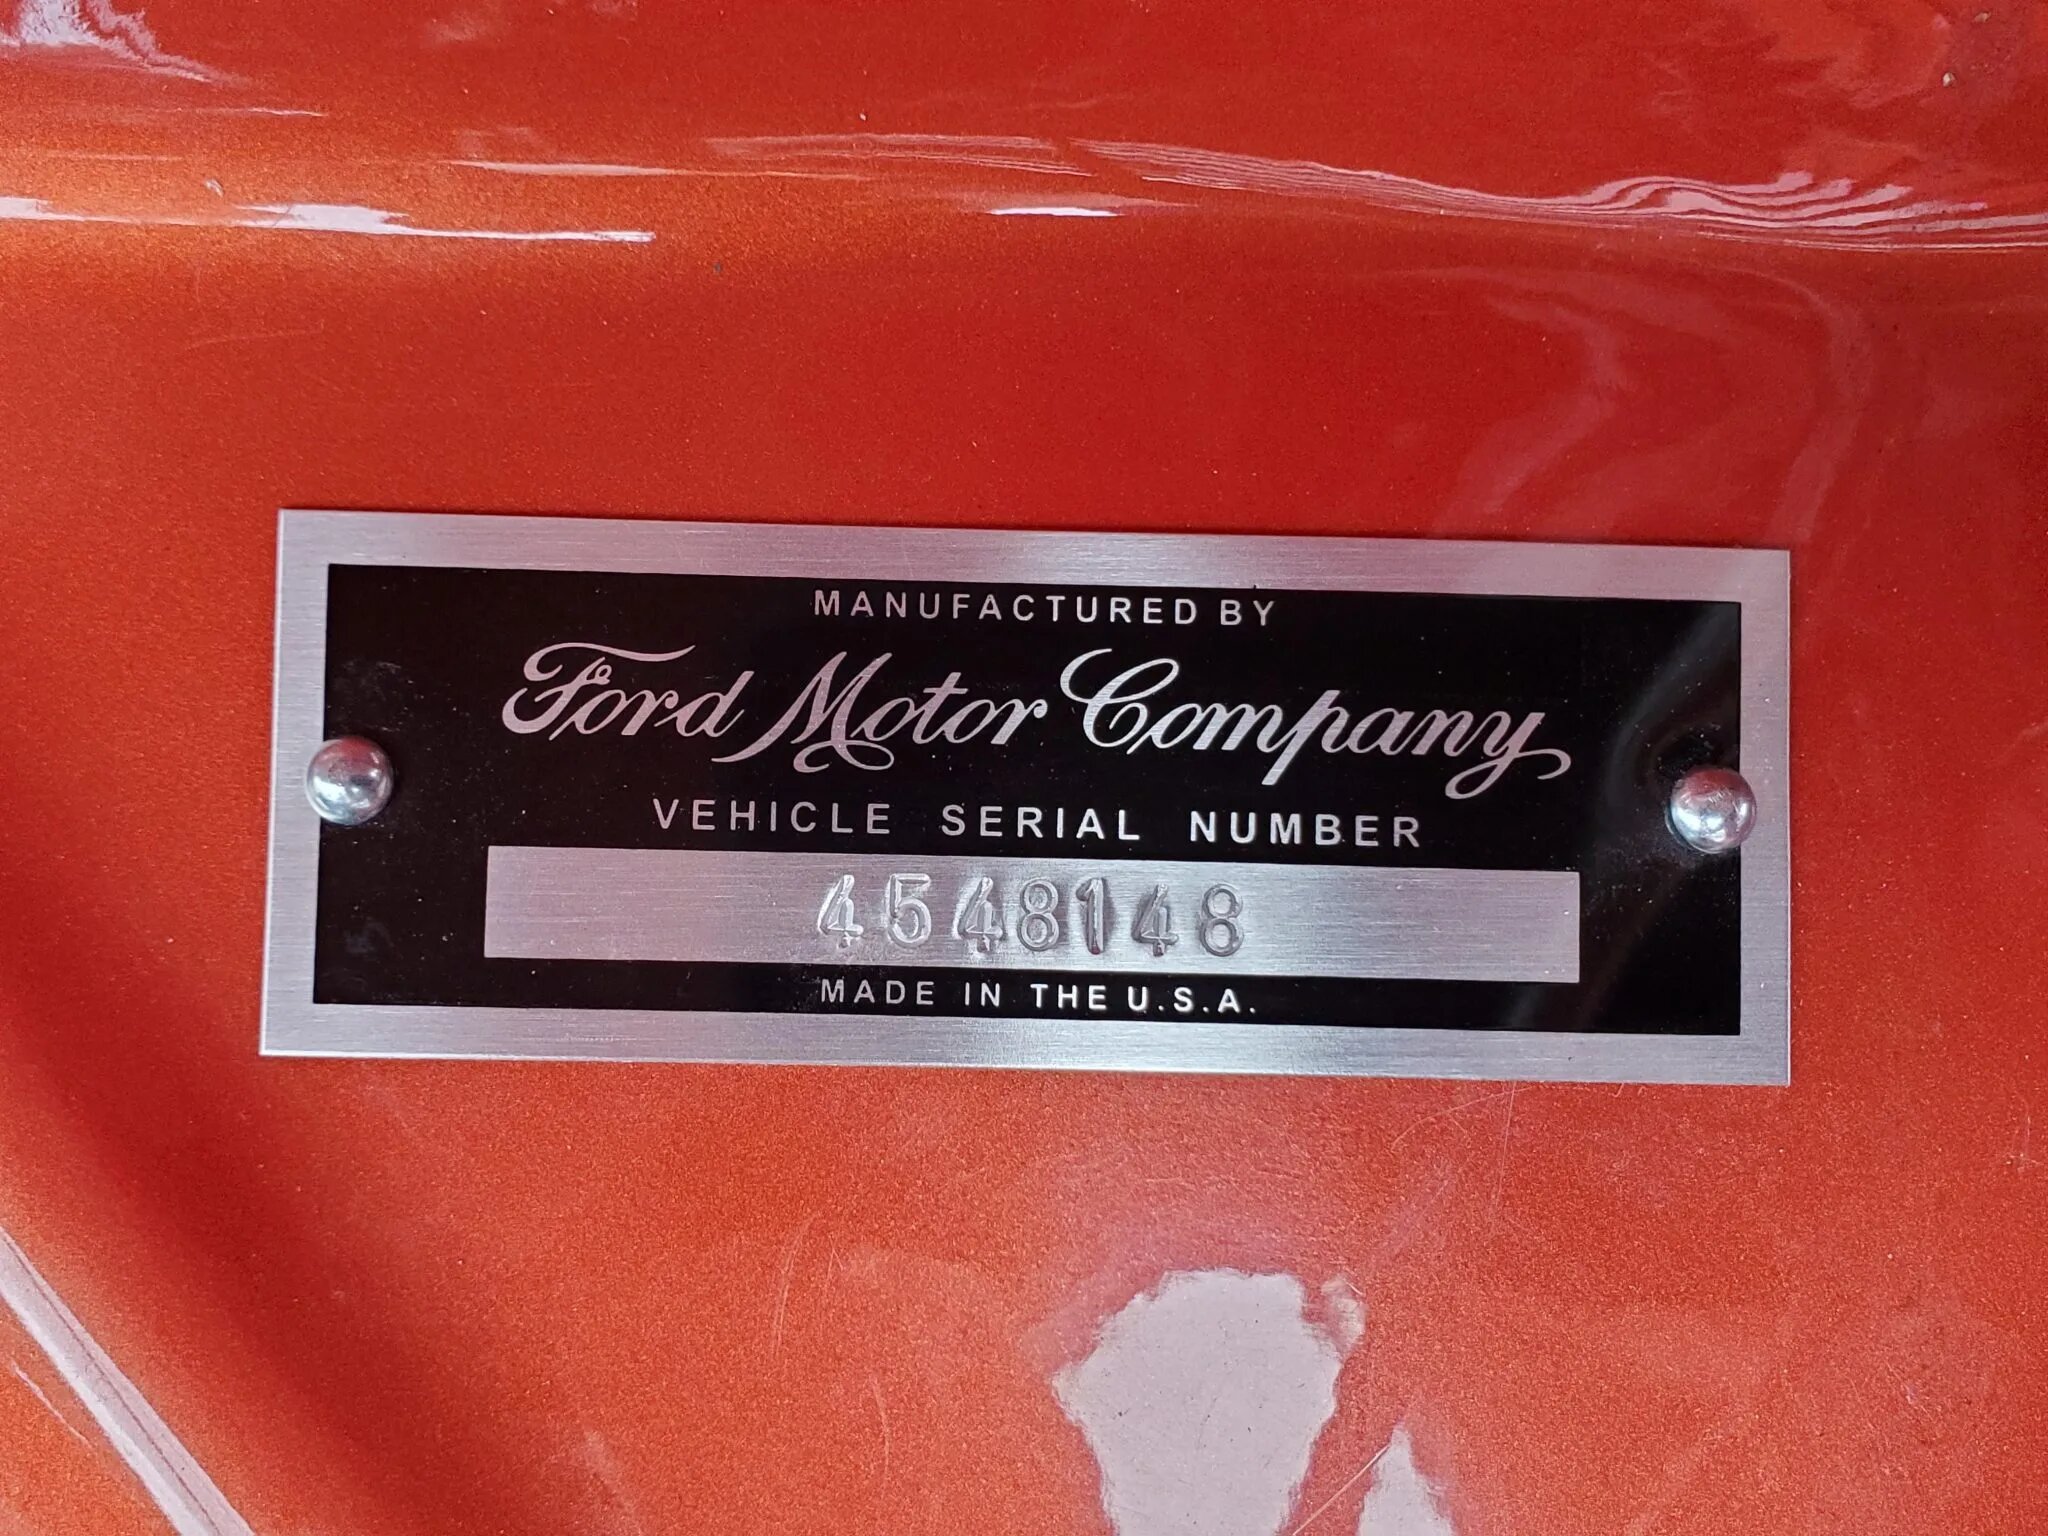 MANUFACTURED BY
Ford Motor Company
VEHICLE SERIAL NUMBER
4548148
MADE IN THE U.S.A.